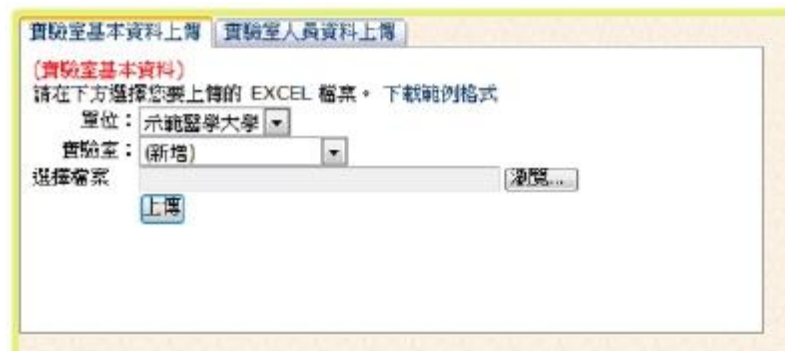 實驗室基本資料上傳 實驗室人員資料上傳
(實驗室基本資料)
請在下方選擇您要上傳的 EXCEL 檔案。 下載範例格式
單位：示範醫學大學
實驗室：(新增)
選擇檔案 瀏覽...
上傳